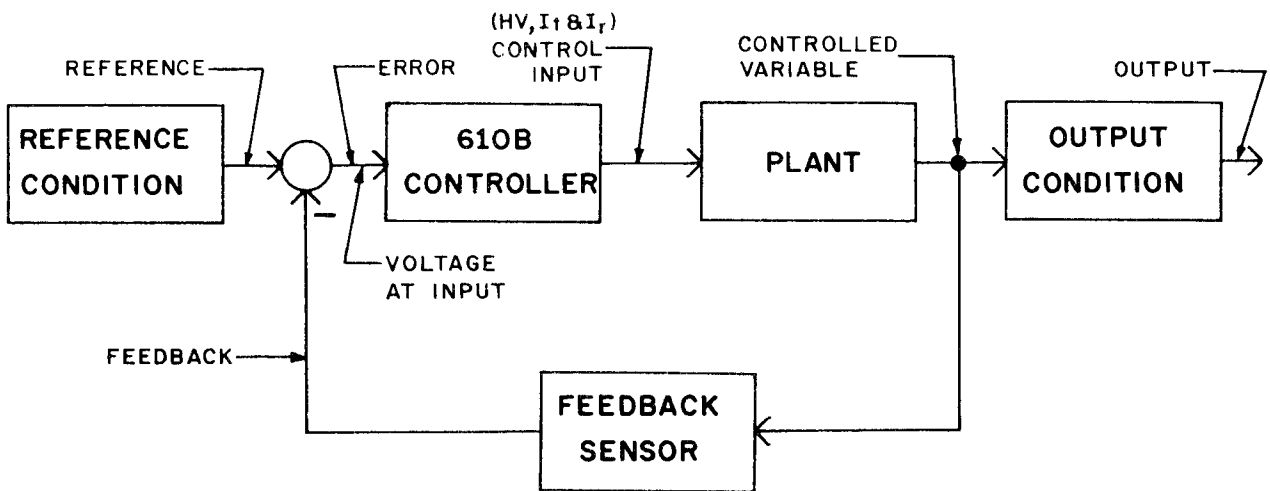 (HV, It & Ir)
CONTROL
INPUT
CONTROLLED
VARIABLE
REFERENCE
ERROR
OUTPUT
REFERENCE
CONDITION
610B
CONTROLLER
PLANT
OUTPUT
CONDITION
–
VOLTAGE
AT INPUT
FEEDBACK
FEEDBACK
SENSOR